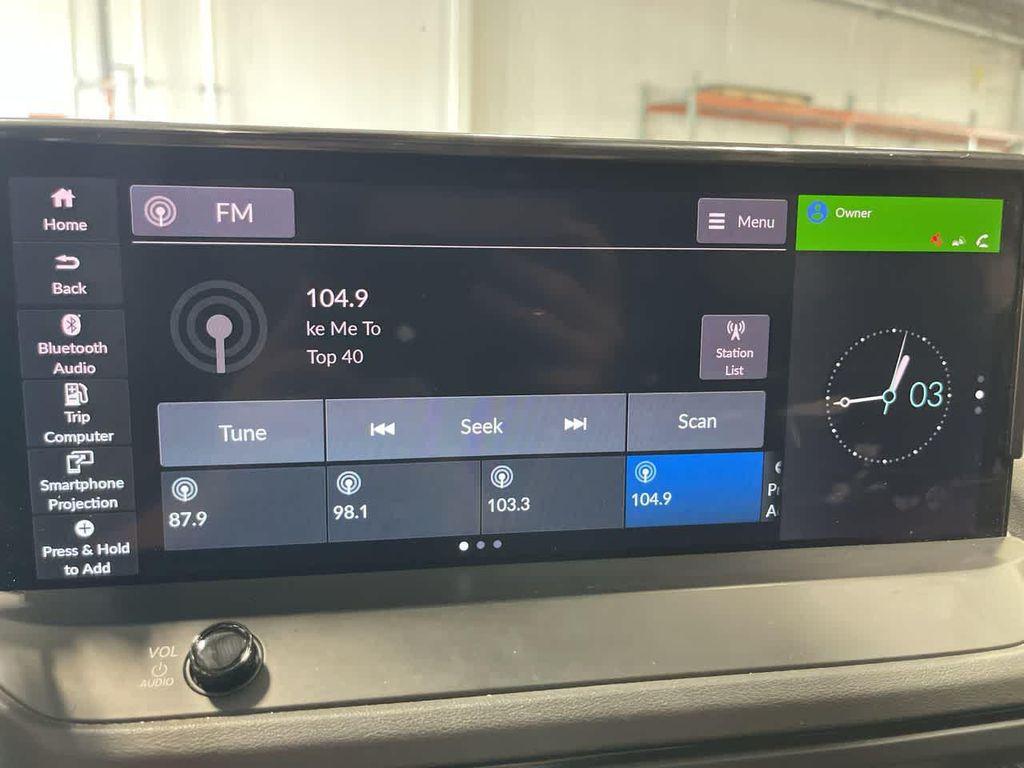 Home
FM
Menu
Owner
Back
104.9
ke Me To
Top 40
Bluetooth
Audio
Station
List
03
Trip
Computer
Tune
Seek
Scan
Smartphone
Projection
87.9
98.1
103.3
104.9
Press & Hold
to Add
VOL
AUDIO